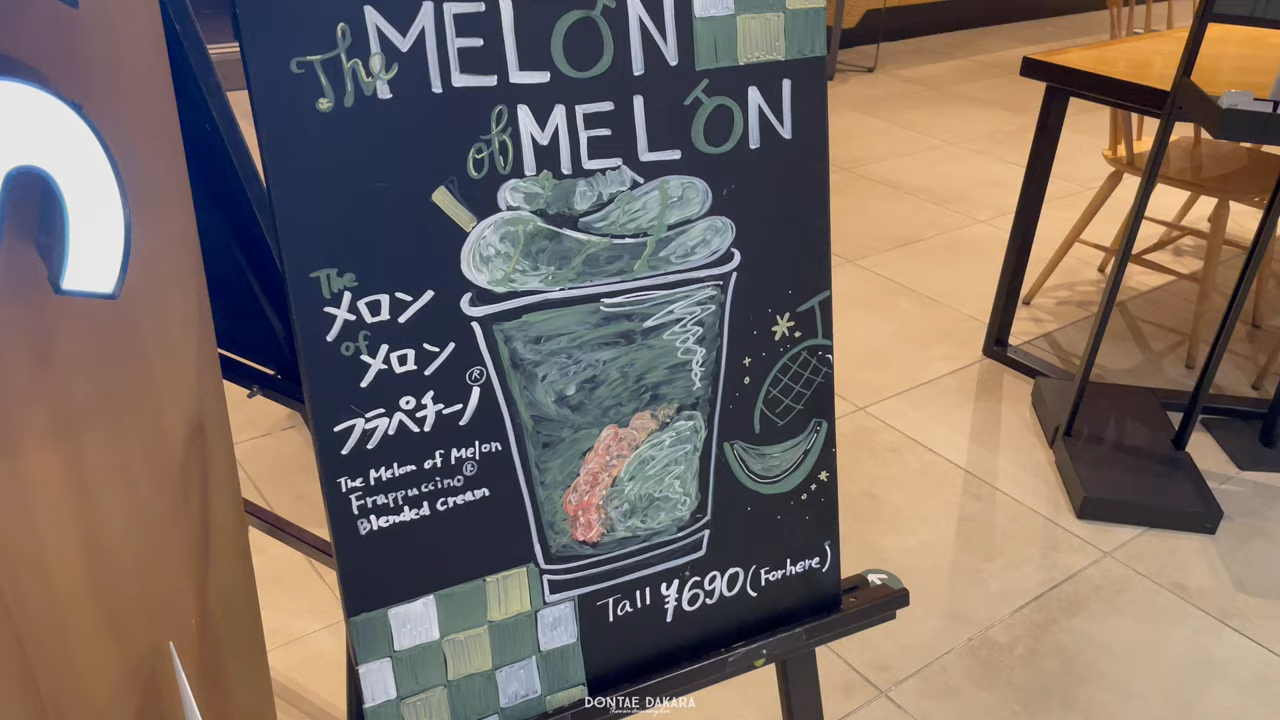 The MELON
of MELON
The
メロン
of
メロン
フラペチーノ®
The Melon of Melon
Frappuccino®
Blended Cream
Tall ¥690 (For here)
DONTAE DAKARA